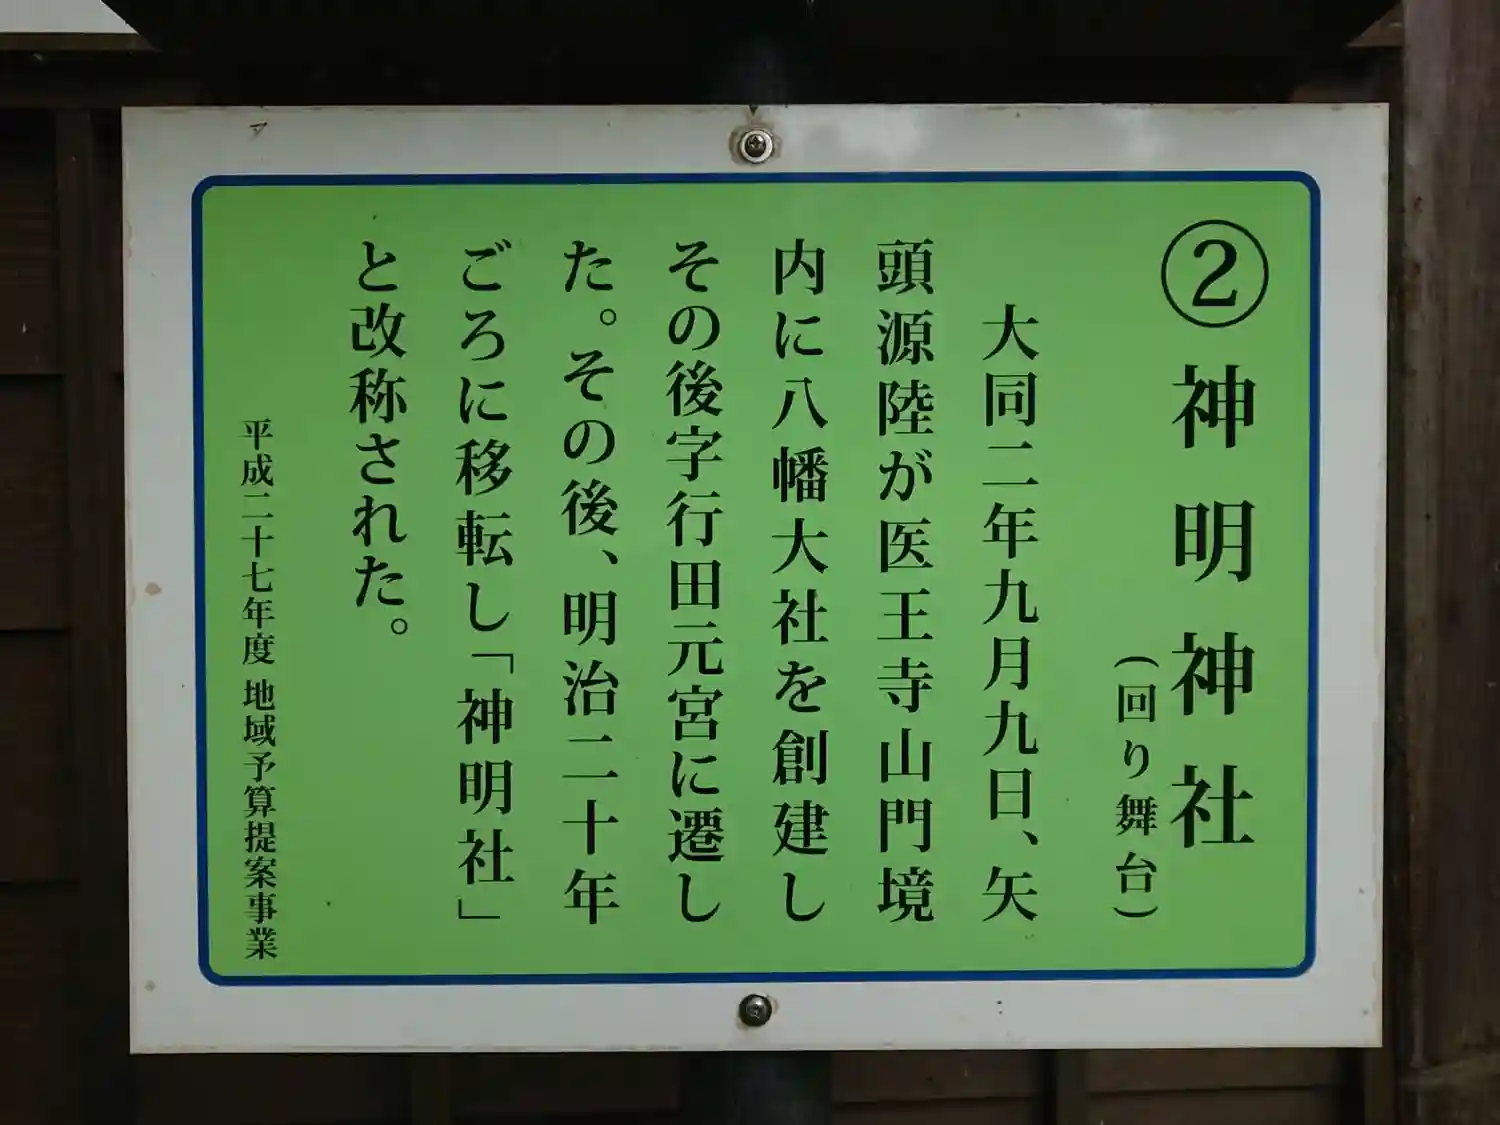 ②神明神社
(回り舞台)
大同二年九月九日、矢
頭源陸が医王寺山門境
内に八幡大社を創建し
その後字行田元宮に遷し
た。その後、明治二十年
ごろに移転し「神明社」
と改称された。
平成二十七年度 地域予算提案事業